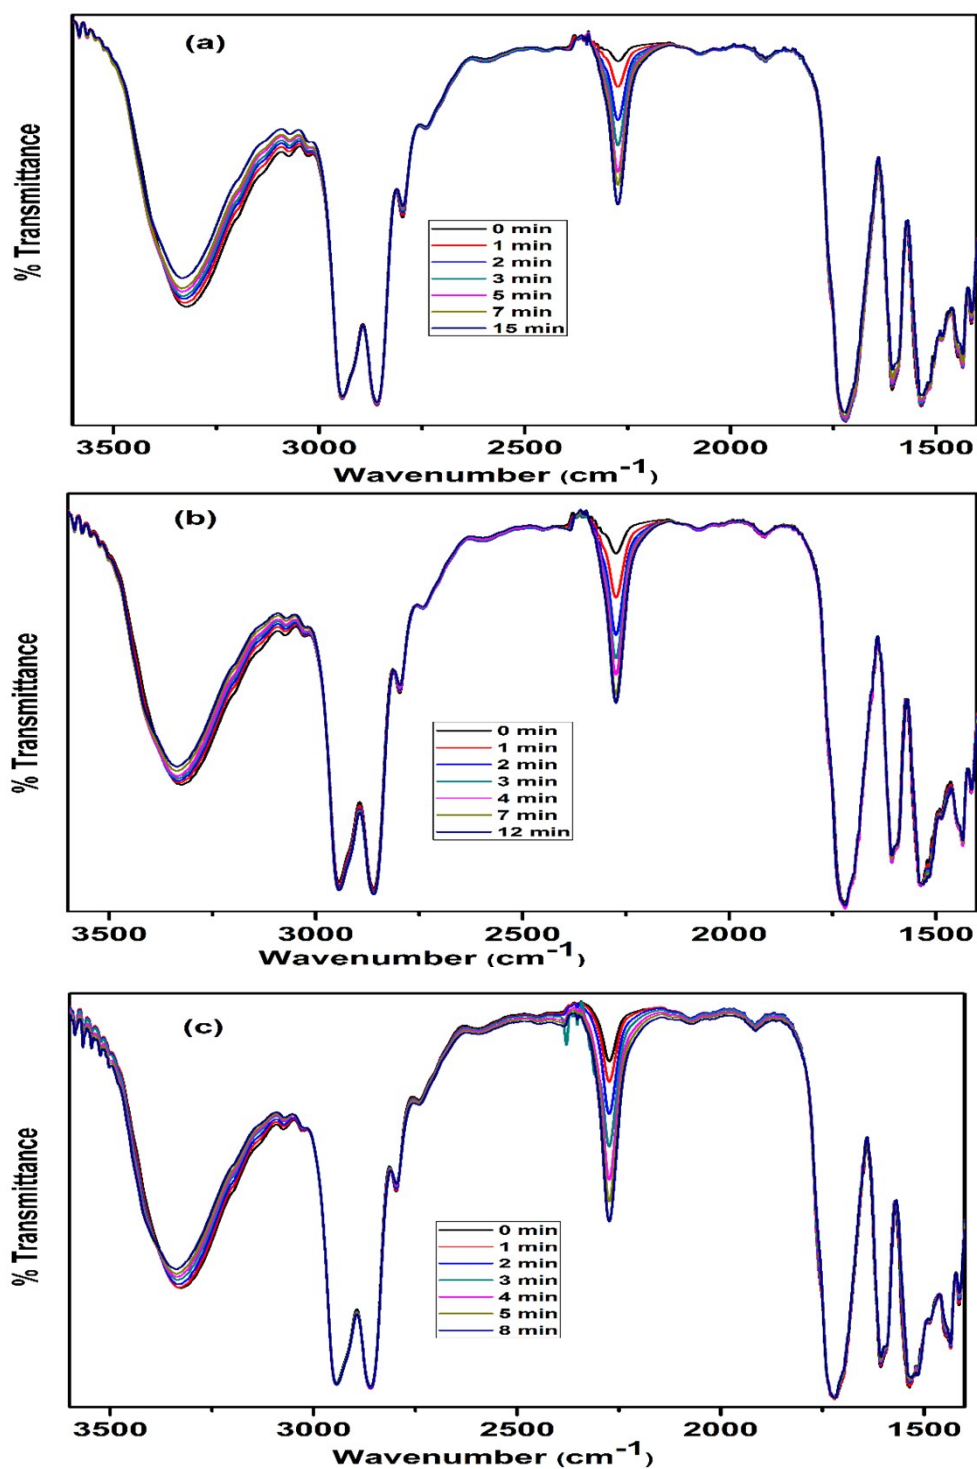 (a)
% Transmittance
0 min
1 min
2 min
3 min
5 min
7 min
15 min
3500 3000 2500 2000 1500
Wavenumber (cm-1)
(b)
% Transmittance
0 min
1 min
2 min
3 min
4 min
7 min
12 min
3500 3000 2500 2000 1500
Wavenumber (cm-1)
(c)
% Transmittance
0 min
1 min
2 min
3 min
4 min
5 min
8 min
3500 3000 2500 2000 1500
Wavenumber (cm-1)